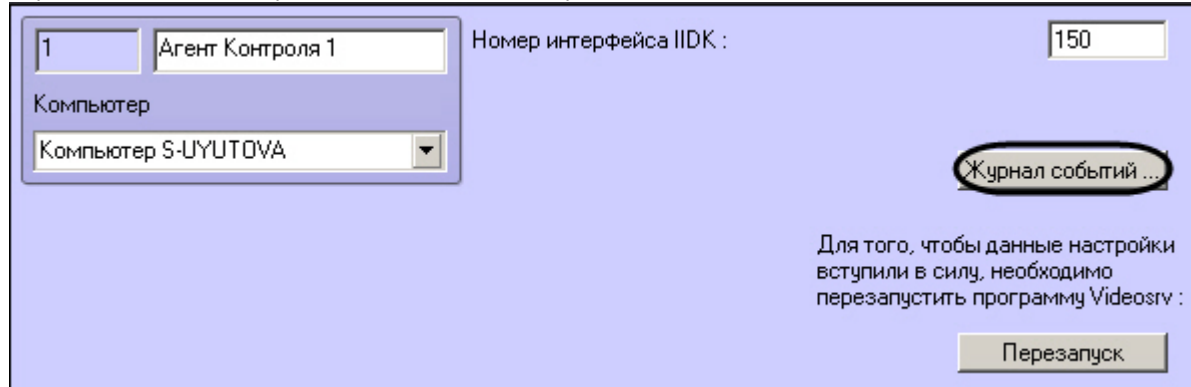 1
Агент Контроля 1
Номер интерфейса IIDK :
150
Компьютер
Компьютер S-UYUTOVA
Журнал событий ...
Для того, чтобы данные настройки
вступили в силу, необходимо
перезапустить программу Videosrv :
Перезапуск